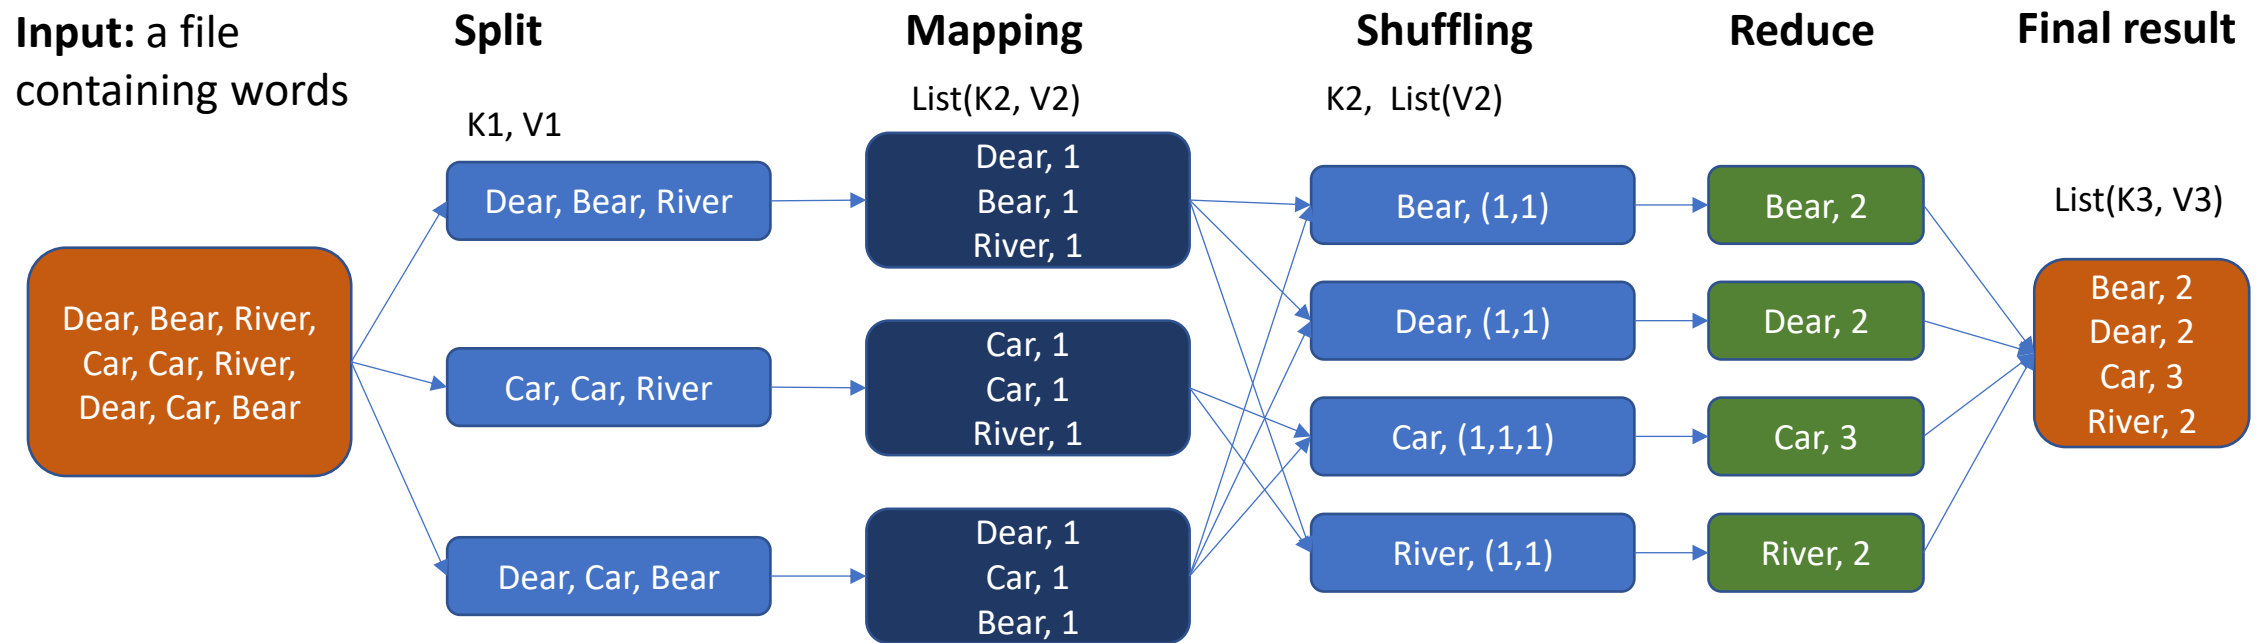 Input: a file
containing words
Split
Mapping
Shuffling
Reduce
Final result
K1, V1
List(K2, V2)
K2, List(V2)
List(K3, V3)
Dear, Bear, River,
Car, Car, River,
Dear, Car, Bear
Dear, Bear, River
Car, Car, River
Dear, Car, Bear
Dear, 1
Bear, 1
River, 1
Car, 1
Car, 1
River, 1
Dear, 1
Car, 1
Bear, 1
Bear, (1,1)
Dear, (1,1)
Car, (1,1,1)
River, (1,1)
Bear, 2
Dear, 2
Car, 3
River, 2
Bear, 2
Dear, 2
Car, 3
River, 2